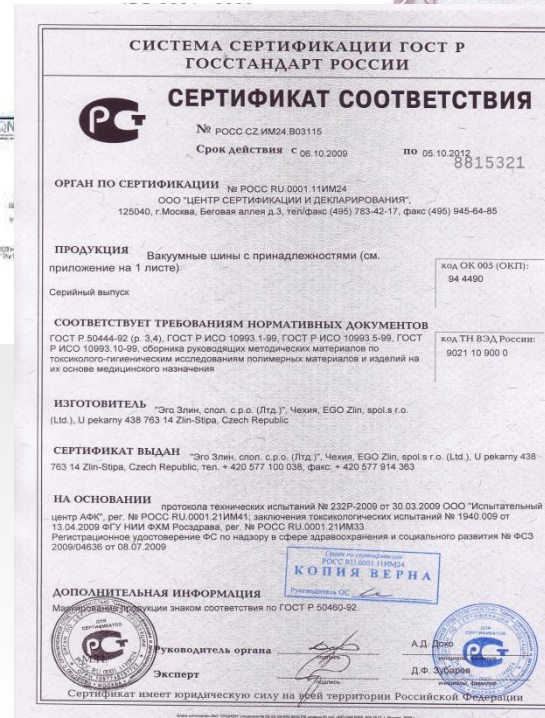 СИСТЕМА СЕРТИФИКАЦИИ ГОСТ Р
ГОССТАНДАРТ РОССИИ
СЕРТИФИКАТ СООТВЕТСТВИЯ
№ РОСС CZ.ИМ24.В03115
Срок действия с 06.10.2009 по 05.10.2012
8815321
ОРГАН ПО СЕРТИФИКАЦИИ № РОСС RU.0001.11ИМ24
ООО "ЦЕНТР СЕРТИФИКАЦИИ И ДЕКЛАРИРОВАНИЯ",
125040, г.Москва, Беговая аллея д.3, тел/факс (495) 783-42-17, факс (495) 945-64-85
ПРОДУКЦИЯ Вакуумные шины с принадлежностями (см.
приложение на 1 листе)
Серийный выпуск
код ОК 005 (ОКП):
94 4490
СООТВЕТСТВУЕТ ТРЕБОВАНИЯМ НОРМАТИВНЫХ ДОКУМЕНТОВ
ГОСТ Р 50444-92 (р. 3,4), ГОСТ Р ИСО 10993.1-99, ГОСТ Р ИСО 10993.5-99, ГОСТ
Р ИСО 10993.10-99, сборника руководящих методических материалов по
токсиколого-гигиеническим исследованиям полимерных материалов и изделий на
их основе медицинского назначения
код ТН ВЭД России:
9021 10 900 0
ИЗГОТОВИТЕЛЬ "Эго Злин, спол. с.р.о. (Лтд.)", Чехия, EGO Zlin, spol.s r.o.
(Ltd.), U pekarny 438 763 14 Zlin-Stipa, Czech Republic
СЕРТИФИКАТ ВЫДАН "Эго Злин, спол. с.р.о. (Лтд.)", Чехия, EGO Zlin, spol.s r.o. (Ltd.), U pekarny 438
763 14 Zlin-Stipa, Czech Republic, тел. + 420 577 100 038, факс. + 420 577 914 363
НА ОСНОВАНИИ протокола технических испытаний № 232Р-2009 от 30.03.2009 ООО "Испытательный
центр АФК", рег. № РОСС RU.0001.21ИМ41; заключения токсикологических испытаний № 1940.009 от
13.04.2009 ФГУ НИИ ФХМ Росздрава, рег. № РОСС RU.0001.21ИМ33.
Регистрационное удостоверение ФС по надзору в сфере здравоохранения и социального развития № ФСЗ
2009/04636 от 08.07.2009
Орган по сертификации
РОСС RU.0001.11ИМ24
КОПИЯ ВЕРНА
Руководитель ОС
ДОПОЛНИТЕЛЬНАЯ ИНФОРМАЦИЯ
Маркирование продукции знаком соответствия по ГОСТ Р 50460-92.
Руководитель органа подпись А.Д. Доко
Эксперт подпись Д.Ф. Зубарев
М.П.
Сертификат имеет юридическую силу на всей территории Российской Федерации